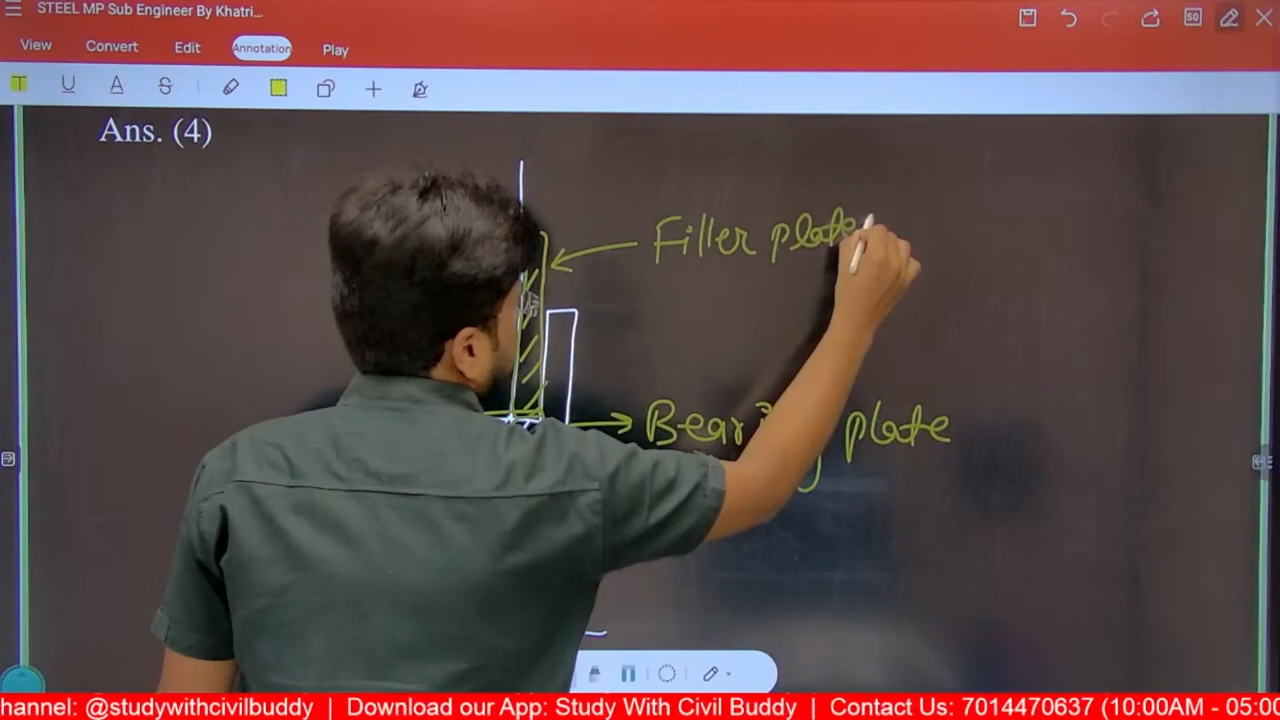 STEEL MP Sub Engineer By Khatri...
50
View Convert Edit Annotation Play
T U A S
Ans. (4)
Filler plate
plate
hannel: @studywithcivilbuddy | Download our App: Study With Civil Buddy | Contact Us: 7014470637 (10:00AM - 05:00